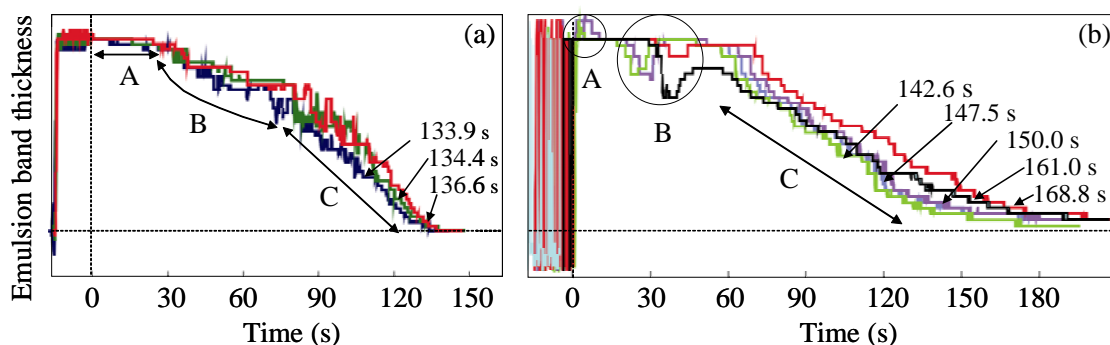 Emulsion band thickness
(a)
A
B
C
133.9 s
134.4 s
136.6 s
0 30 60 90 120 150
Time (s)
(b)
A
B
C
142.6 s
147.5 s
150.0 s
161.0 s
168.8 s
0 30 60 90 120 150 180
Time (s)